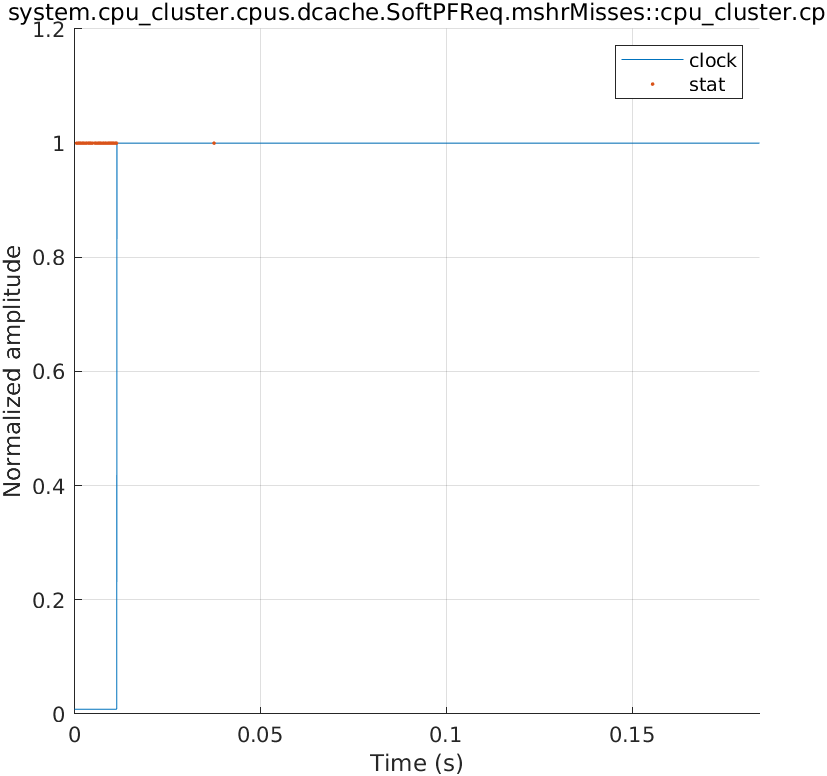 system.cpu_cluster.cpus.dcache.SoftPFReq.mshrMisses::cpu_cluster.cp
1.2
1
0.8
0.6
0.4
0.2
0
Normalized amplitude
clock
stat
0 0.05 0.1 0.15
Time (s)